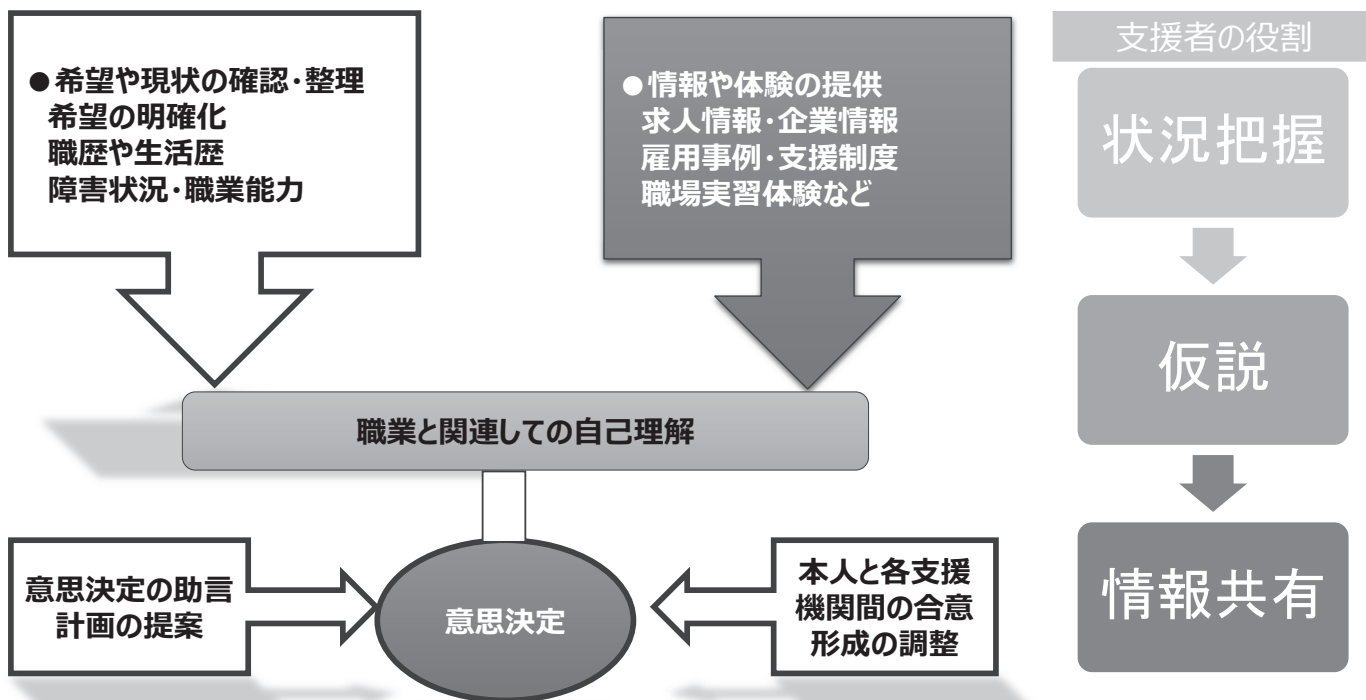 ●希望や現状の確認・整理
希望の明確化
職歴や生活歴
障害状況・職業能力
●情報や体験の提供
求人情報・企業情報
雇用事例・支援制度
職場実習体験など
職業と関連しての自己理解
意思決定の助言
計画の提案
意思決定
本人と各支援
機関間の合意
形成の調整
支援者の役割
状況把握
仮説
情報共有